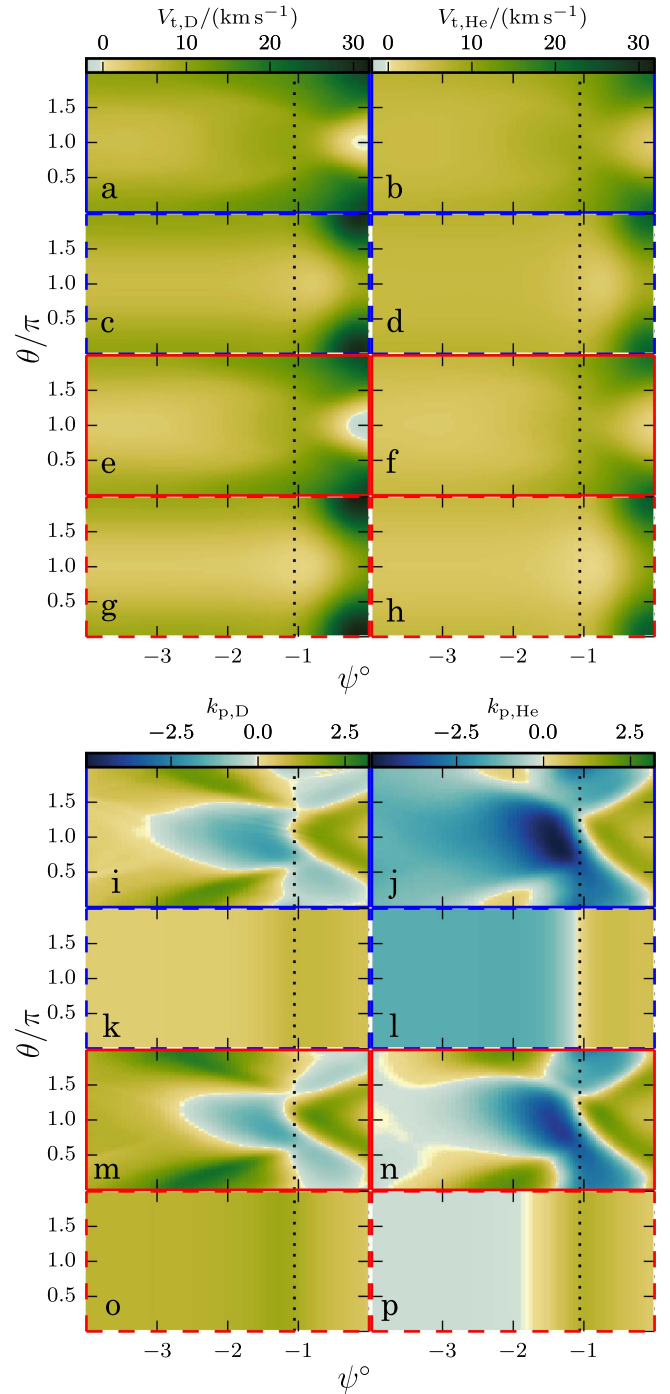 V_{t,D}/(km s^{−1}) V_{t,He}/(km s^{−1})
0 10 20 30 0 10 20 30
1.5
1.0
0.5
a b
1.5
1.0
0.5
c d
θ/π
1.5
1.0
0.5
e f
1.5
1.0
0.5
g h
−3 −2 −1 −3 −2 −1
ψ° ψ°
k_{p,D} k_{p,He}
−2.5 0.0 2.5 −2.5 0.0 2.5
1.5
1.0
0.5
i j
1.5
1.0
0.5
k l
θ/π
1.5
1.0
0.5
m n
1.5
1.0
0.5
o p
−3 −2 −1 −3 −2 −1
ψ° ψ°